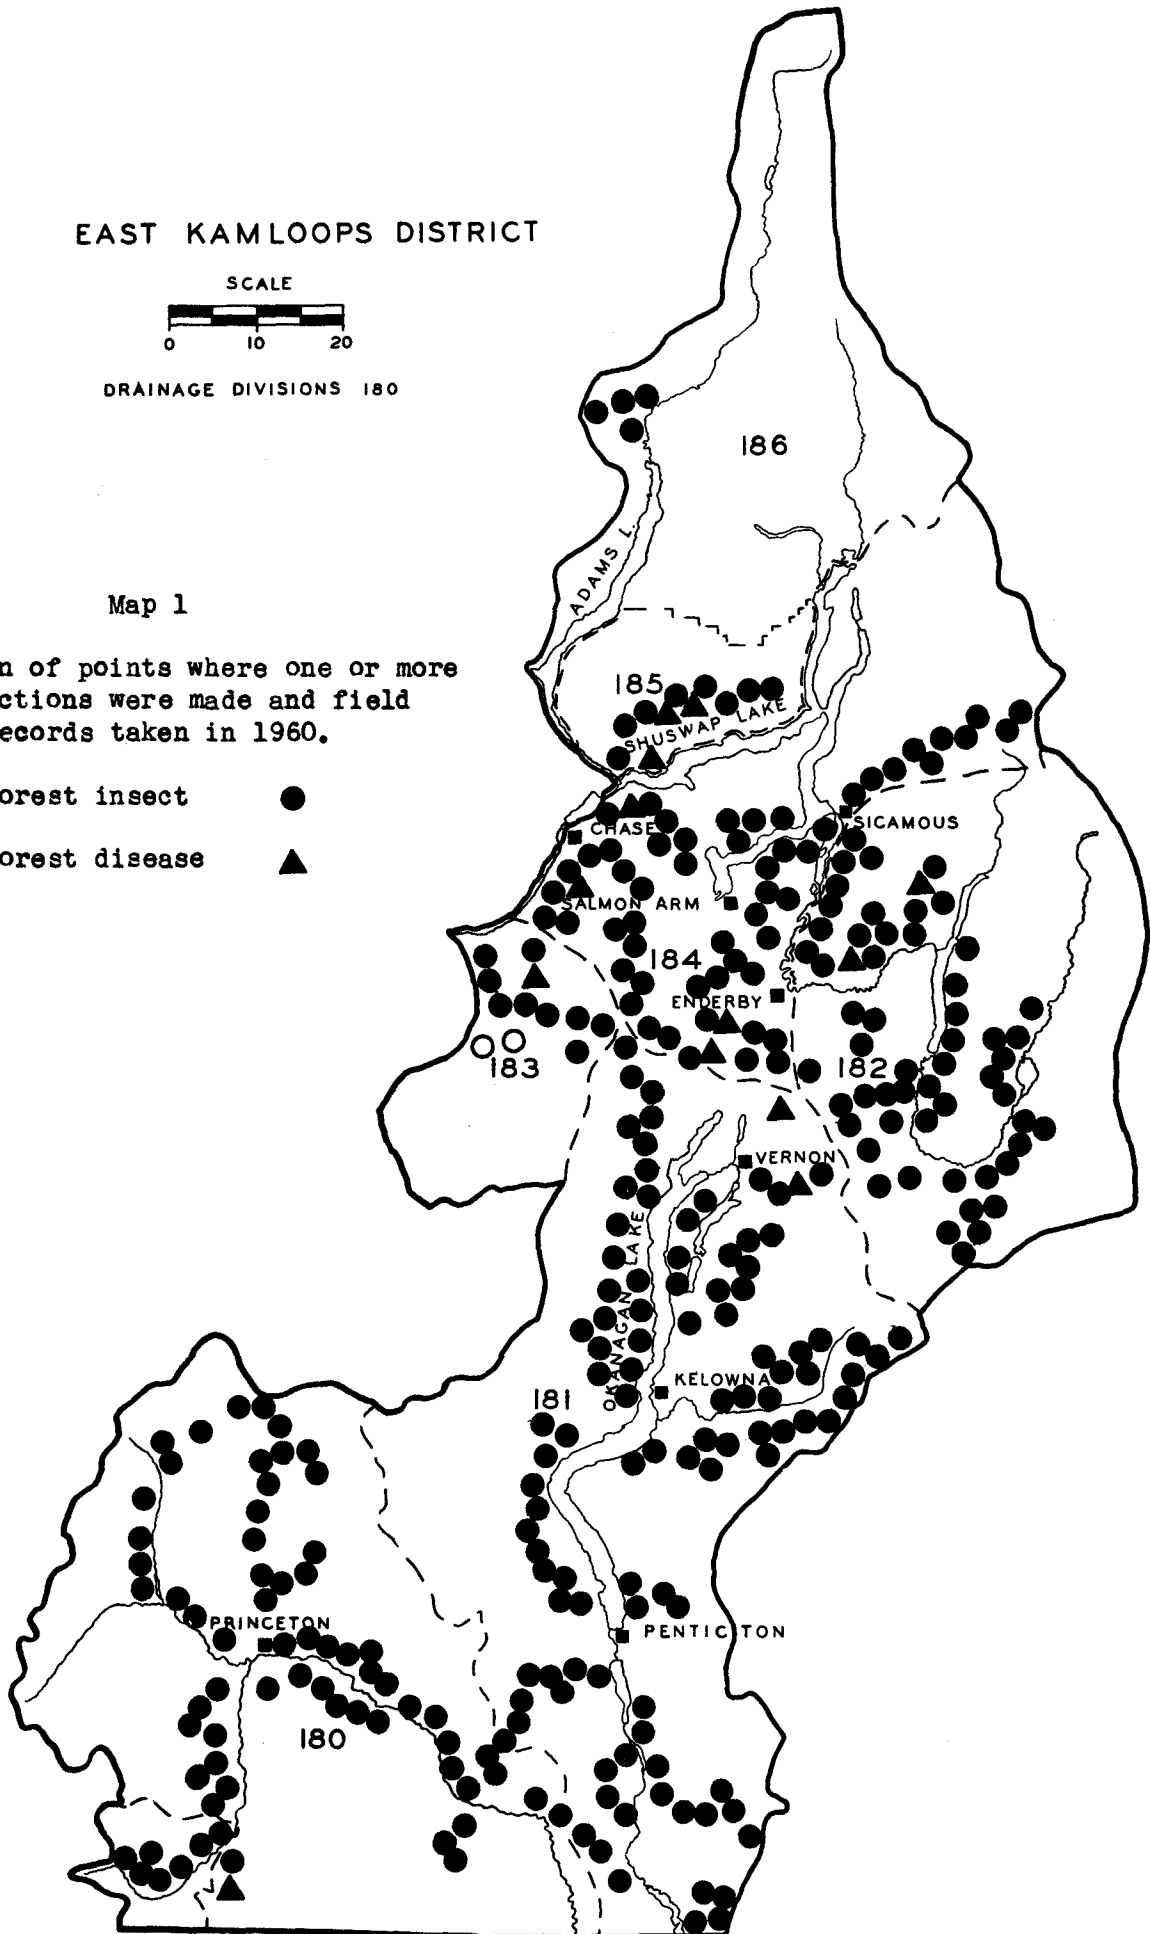 EAST KAMLOOPS DISTRICT
SCALE
0 10 20
DRAINAGE DIVISIONS 180
186
ADAMS L.
Map 1
n of points where one or more
ctions were made and field
ecords taken in 1960.
orest insect
orest disease
185
SHUSWAP LAKE
CHASE
SICAMOUS
SALMON ARM
184
ENDERBY
183
182
VERNON
OKANAGAN LAKE
KELOWNA
181
PRINCETON
PENTICTON
180